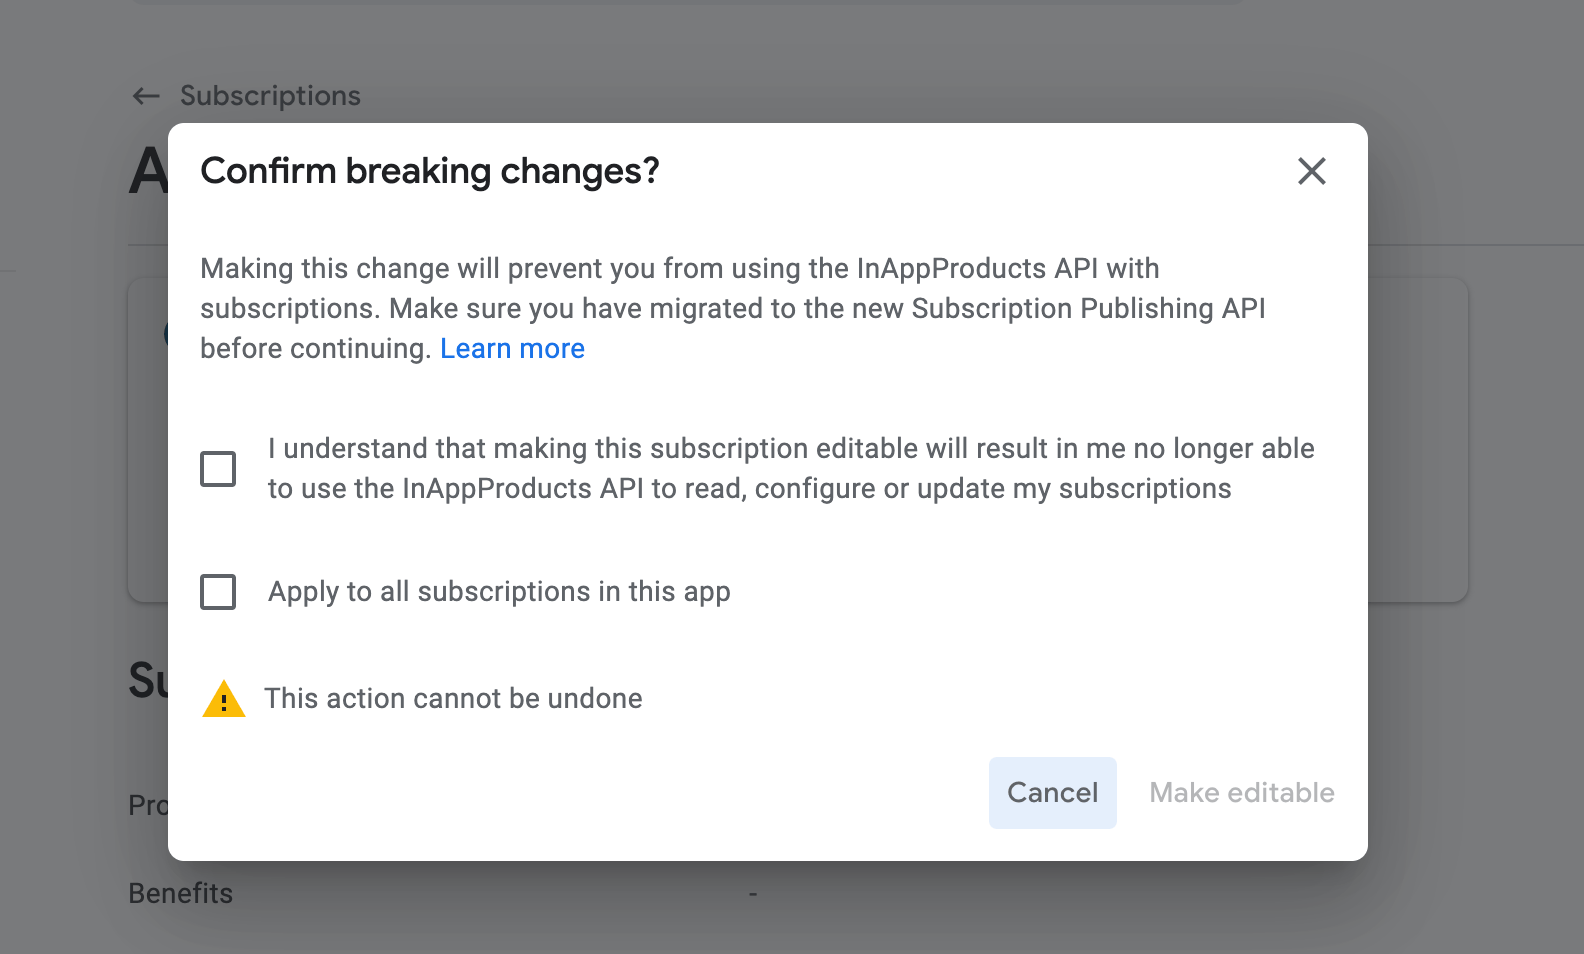 Subscriptions
A
Confirm breaking changes?
Making this change will prevent you from using the InAppProducts API with
subscriptions. Make sure you have migrated to the new Subscription Publishing API
before continuing. Learn more
I understand that making this subscription editable will result in me no longer able
to use the InAppProducts API to read, configure or update my subscriptions
Apply to all subscriptions in this app
Su
This action cannot be undone
Cancel Make editable
Pro
Benefits -